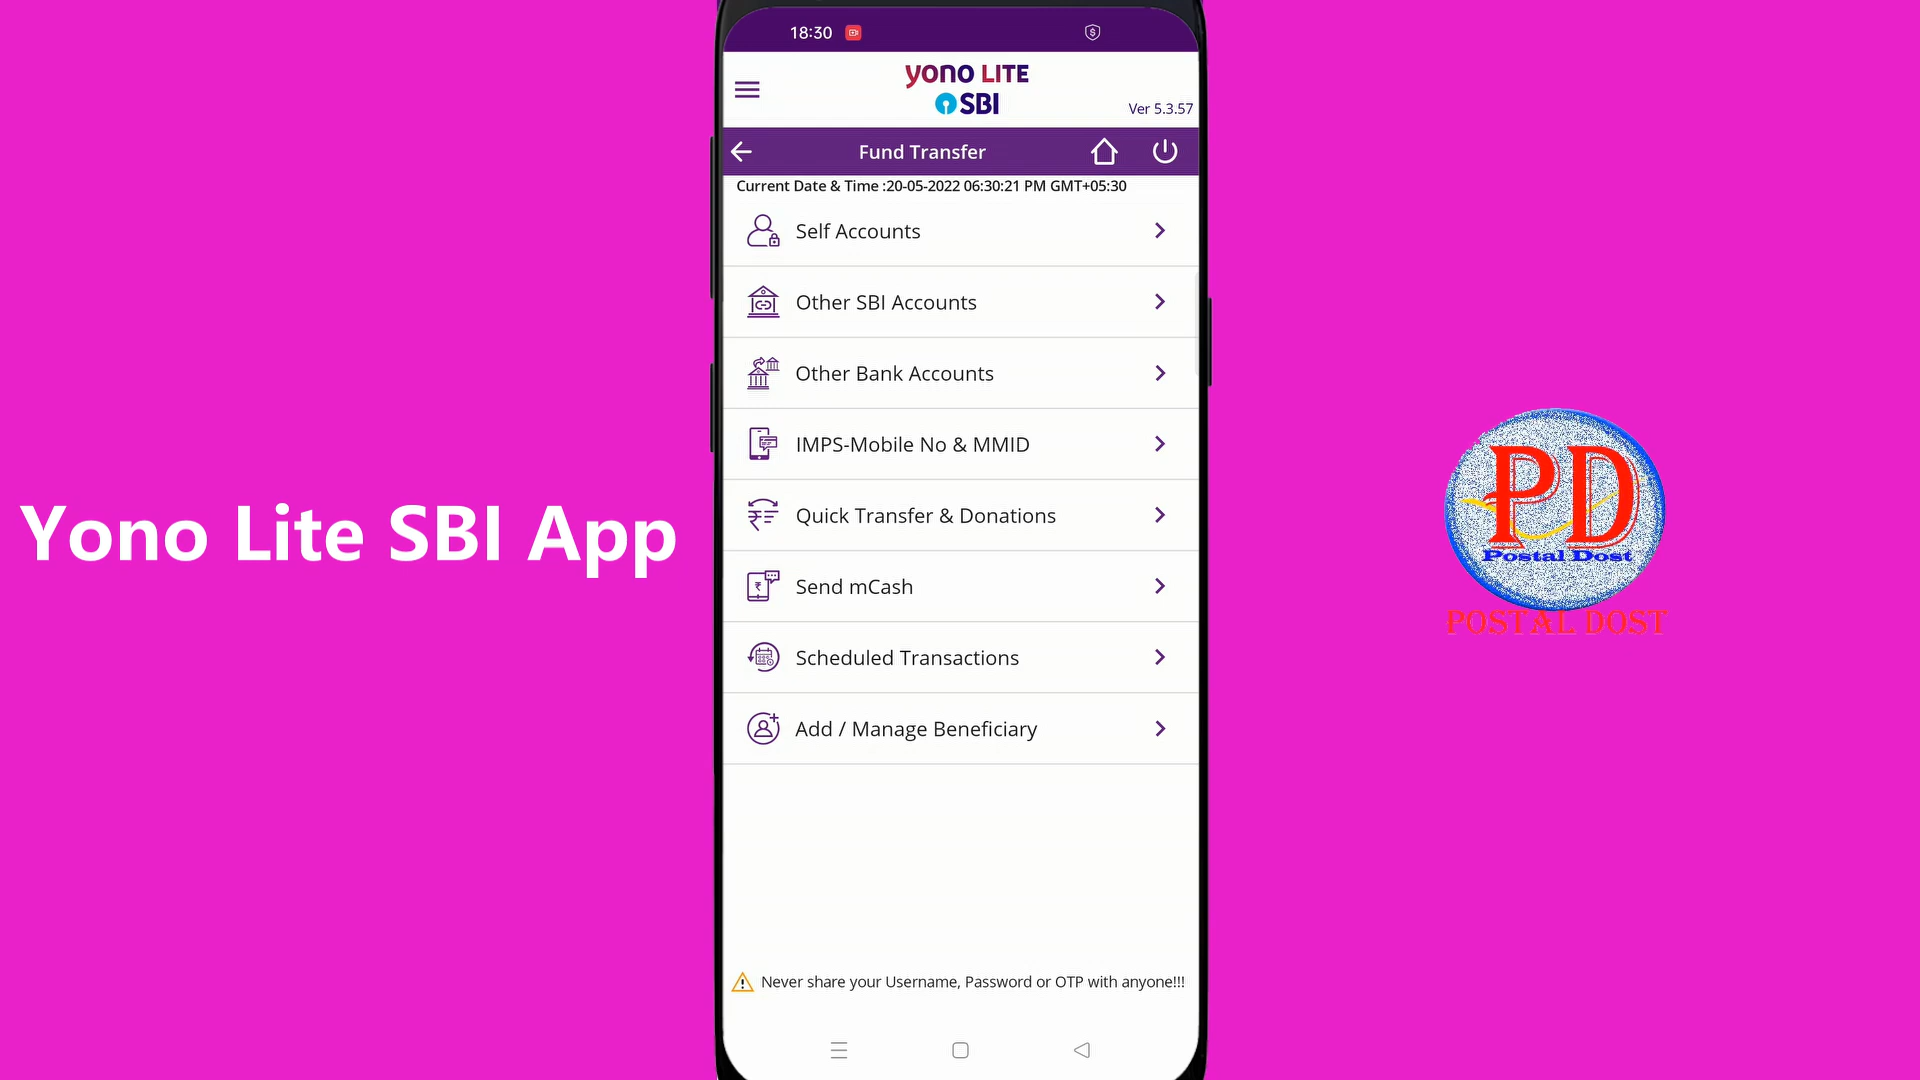 18:30
yono LITE
SBI
Ver 5.3.57
Fund Transfer
Current Date & Time :20-05-2022 06:30:21 PM GMT+05:30
Self Accounts
Other SBI Accounts
Other Bank Accounts
IMPS-Mobile No & MMID
Quick Transfer & Donations
Send mCash
Scheduled Transactions
Add / Manage Beneficiary
Never share your Username, Password or OTP with anyone!!!
Yono Lite SBI App
PD
Postal Dost
POSTAL DOST